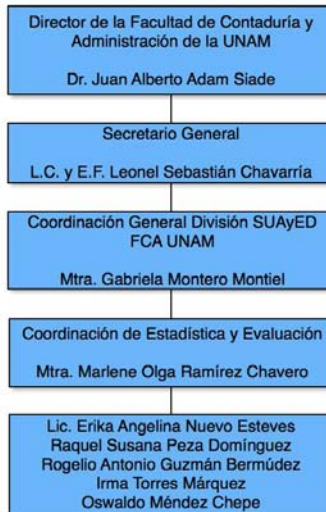 Director de la Facultad de Contaduría y
Administración de la UNAM
Dr. Juan Alberto Adam Siade
Secretario General
L.C. y E.F. Leonel Sebastián Chavarría
Coordinación General División SUAyED
FCA UNAM
Mtra. Gabriela Montero Montiel
Coordinación de Estadística y Evaluación
Mtra. Marlene Olga Ramírez Chavero
Lic. Erika Angelina Nuevo Esteves
Raquel Susana Peza Domínguez
Rogelio Antonio Guzmán Bermúdez
Irma Torres Márquez
Oswaldo Méndez Chepe